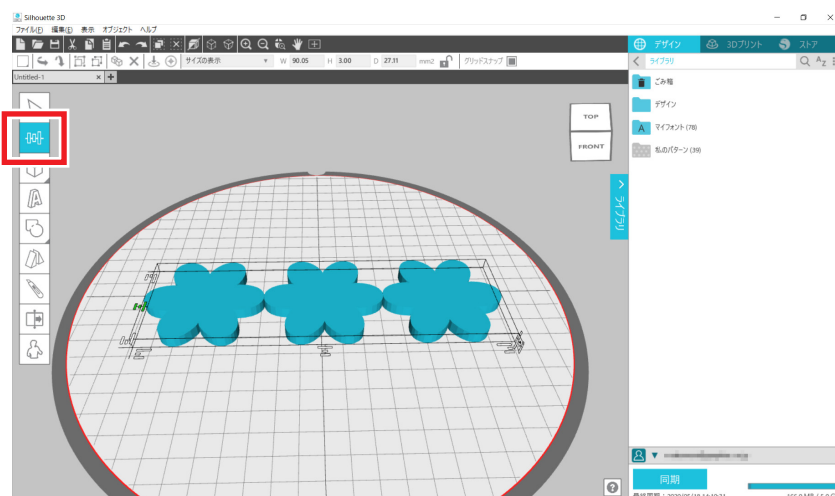 Silhouette 3D
ファイル(F) 編集(E) 表示 オブジェクト ヘルプ
サイズの表示 W 90.05 H 3.00 D 27.11 mm2 グリッドスナップ
Untitled-1
デザイン 3Dプリント ストア
ライブラリ
ごみ箱
デザイン
マイフォント (78)
私のパターン (39)
TOP
FRONT
ライブラリ
同期